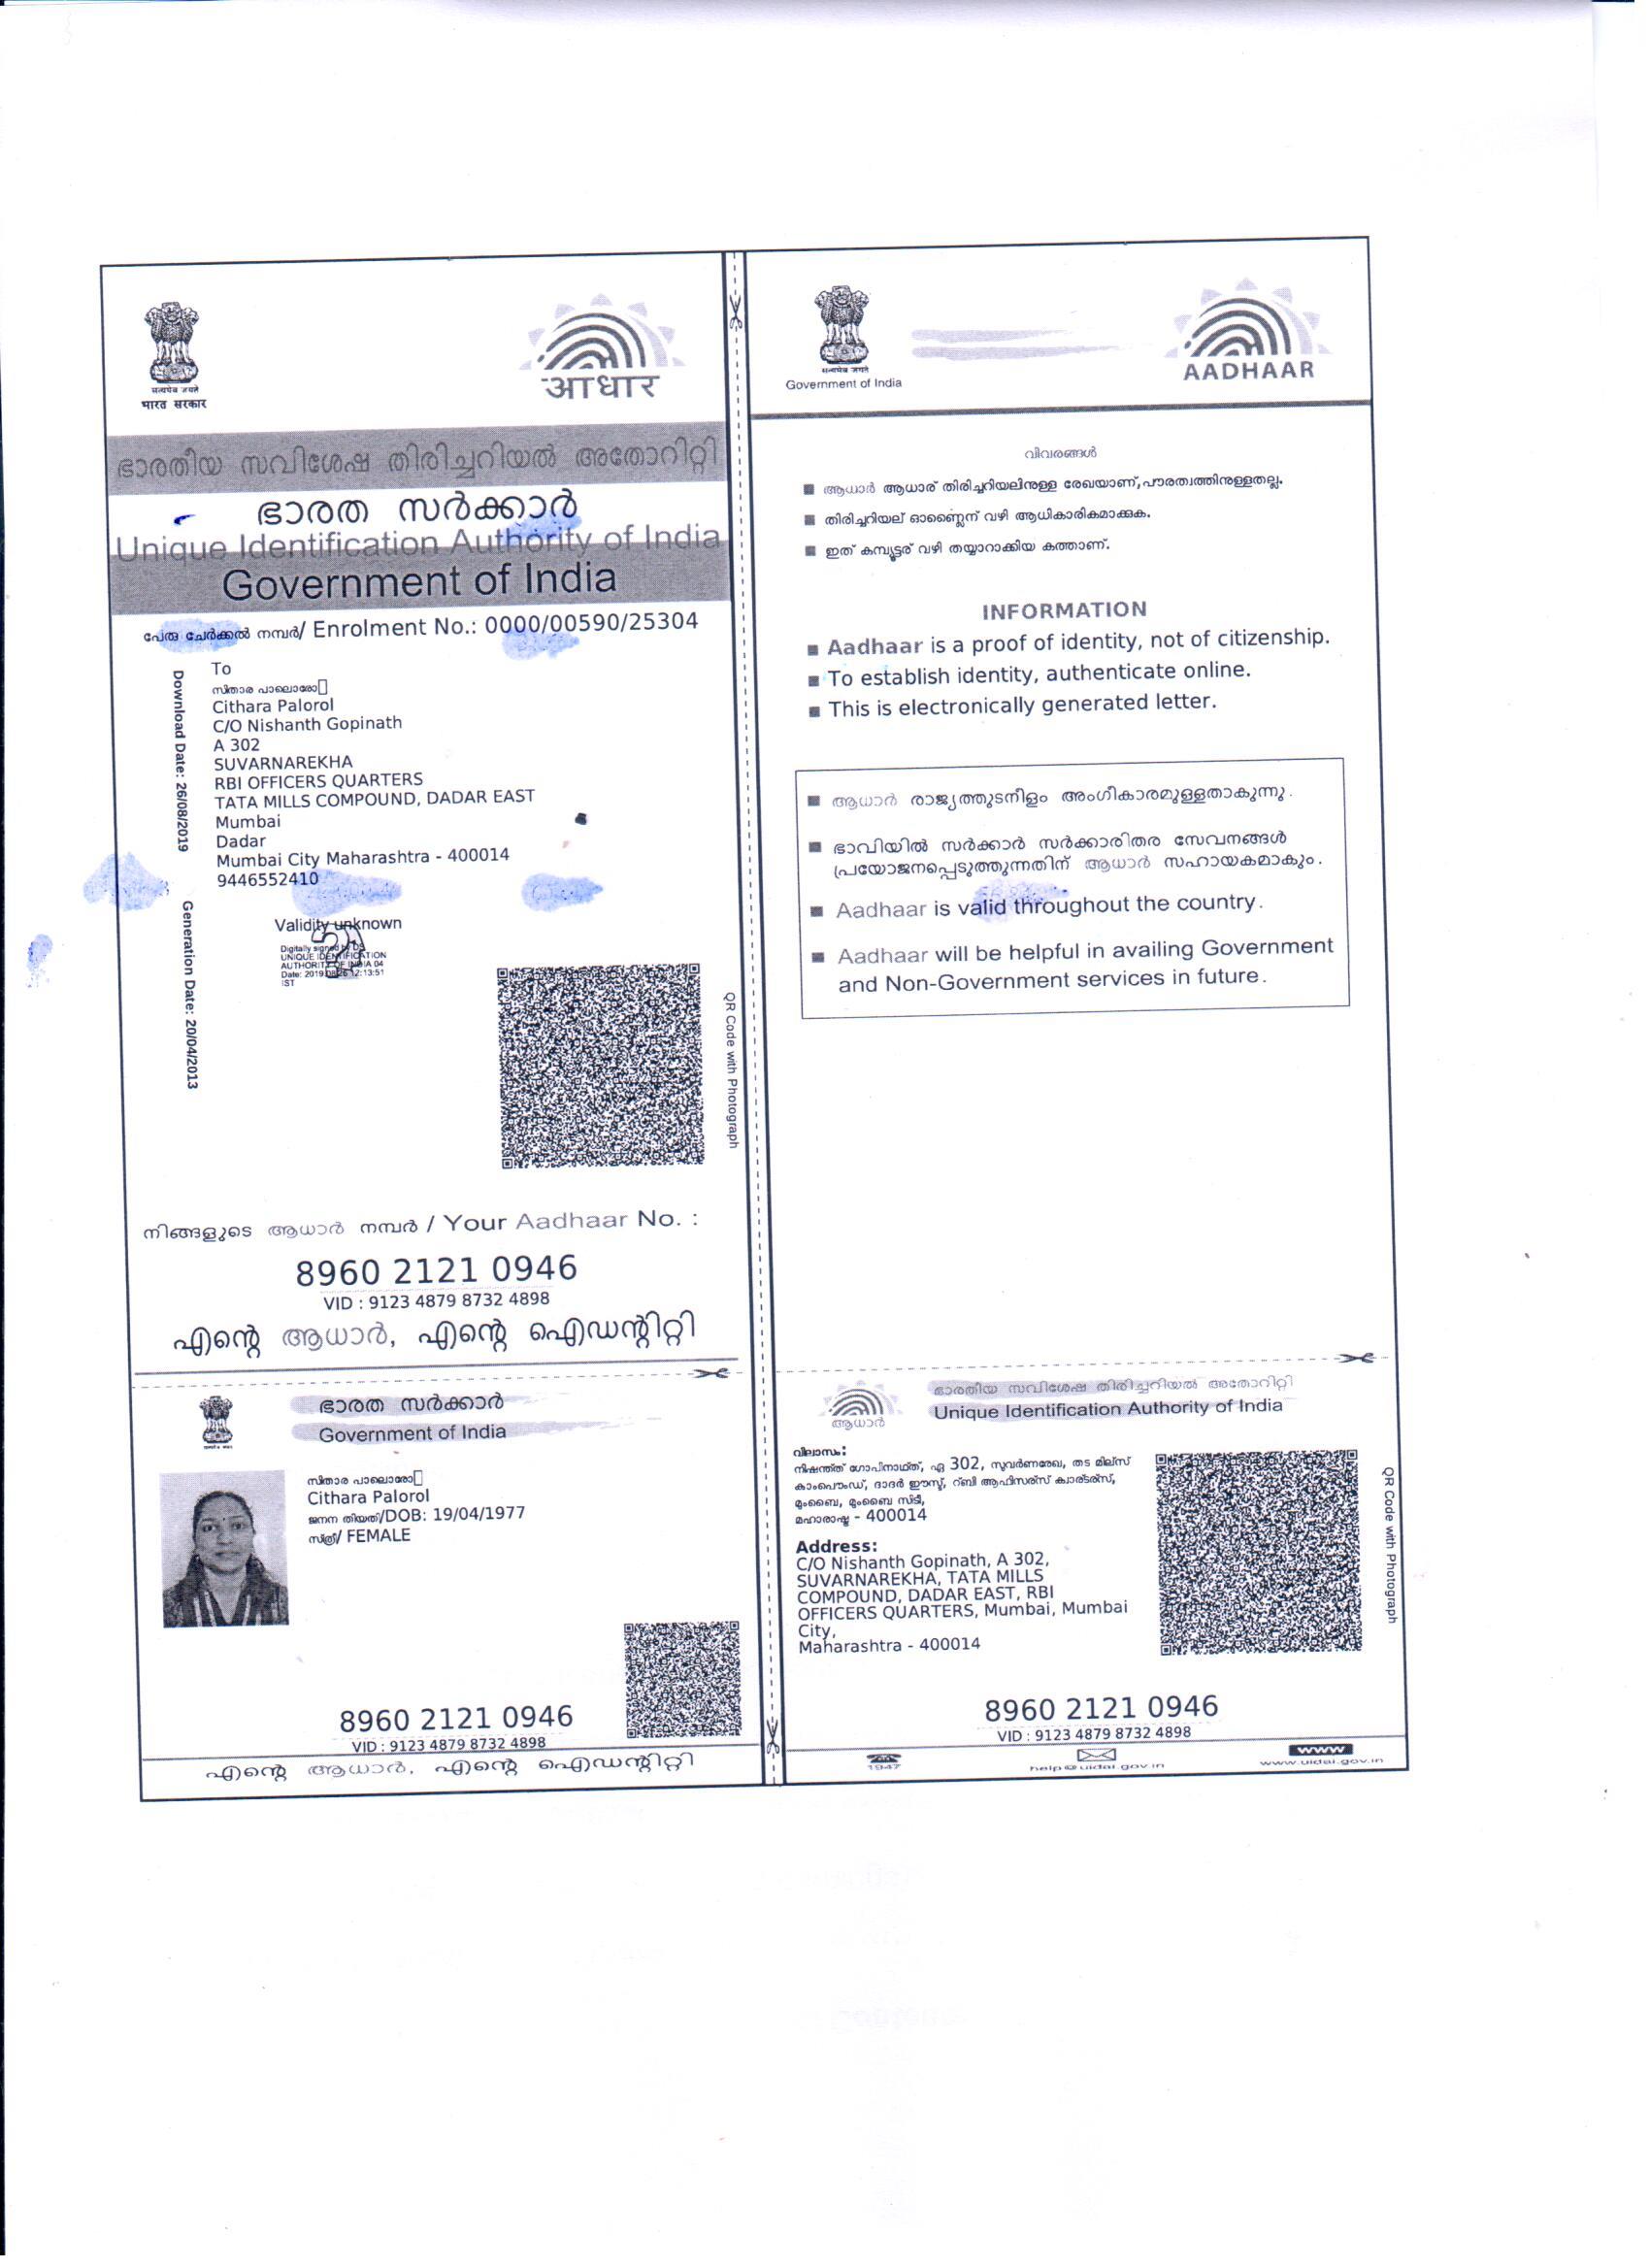 सत्यमेव जयते
भारत सरकार
आधार
ഭാരതീയ സവിശേഷ തിരിച്ചറിയൽ അതോറിറ്റി
ഭാരത സർക്കാർ
Unique Identification Authority of India
Government of India
പേരു ചേർക്കൽ നമ്പർ/ Enrolment No.: 0000/00590/25304
Download Date: 26/08/2019
Generation Date: 20/04/2013
To
സിതാര പാലൊരോ
Cithara Palorol
C/O Nishanth Gopinath
A 302
SUVARNAREKHA
RBI OFFICERS QUARTERS
TATA MILLS COMPOUND, DADAR EAST
Mumbai
Dadar
Mumbai City Maharashtra - 400014
9446552410
Validity unknown
Digitally signed by DS
UNIQUE IDENTIFICATION
AUTHORITY OF INDIA 04
Date: 2019.08.26 12:13:51
IST
QR Code with Photograph
നിങ്ങളുടെ ആധാർ നമ്പർ / Your Aadhaar No. :
8960 2121 0946
VID : 9123 4879 8732 4898
എന്റെ ആധാർ, എന്റെ ഐഡന്റിറ്റി
ഭാരത സർക്കാർ
Government of India
സിതാര പാലൊരോ
Cithara Palorol
ജനന തിയതി/DOB: 19/04/1977
സ്ത്രീ/ FEMALE
8960 2121 0946
VID : 9123 4879 8732 4898
എന്റെ ആധാർ, എന്റെ ഐഡന്റിറ്റി
सत्यमेव जयते
Government of India
AADHAAR
വിവരങ്ങൾ
■ ആധാർ ആധാര് തിരിച്ചറിയലിനുള്ള രേഖയാണ്,പൗരത്വത്തിനുള്ളതല്ല.
■ തിരിച്ചറിയല് ഓണ്ലൈന് വഴി ആധികാരികമാക്കുക.
■ ഇത് കമ്പ്യൂട്ടര് വഴി തയ്യാറാക്കിയ കത്താണ്.
INFORMATION
■ Aadhaar is a proof of identity, not of citizenship.
■ To establish identity, authenticate online.
■ This is electronically generated letter.
■ ആധാർ രാജ്യത്തുടനീളം അംഗീകാരമുള്ളതാകുന്നു.
■ ഭാവിയിൽ സർക്കാർ സർക്കാരിതര സേവനങ്ങൾ
പ്രയോജനപ്പെടുത്തുന്നതിന് ആധാർ സഹായകമാകും.
■ Aadhaar is valid throughout the country.
■ Aadhaar will be helpful in availing Government
and Non-Government services in future.
ആധാർ
ഭാരതീയ സവിശേഷ തിരിച്ചറിയൽ അതോറിറ്റി
Unique Identification Authority of India
വിലാസം:
നിഷന്ത്ത് ഗോപിനാഥ്ത്, ഏ 302, സുവർണരേഖ, തട മില്സ്
കാംപൌംഡ്, ദാദർ ഈസ്റ്റ്, റ്ബി ആഫിസര്സ് ക്വാര്ടര്സ്,
മുംബൈ, മുംബൈ സിടി,
മഹാരാഷ്ട്ര - 400014
Address:
C/O Nishanth Gopinath, A 302,
SUVARNAREKHA, TATA MILLS
COMPOUND, DADAR EAST, RBI
OFFICERS QUARTERS, Mumbai, Mumbai
City,
Maharashtra - 400014
QR Code with Photograph
8960 2121 0946
VID : 9123 4879 8732 4898
1947
help@uidai.gov.in
www
www.uidai.gov.in